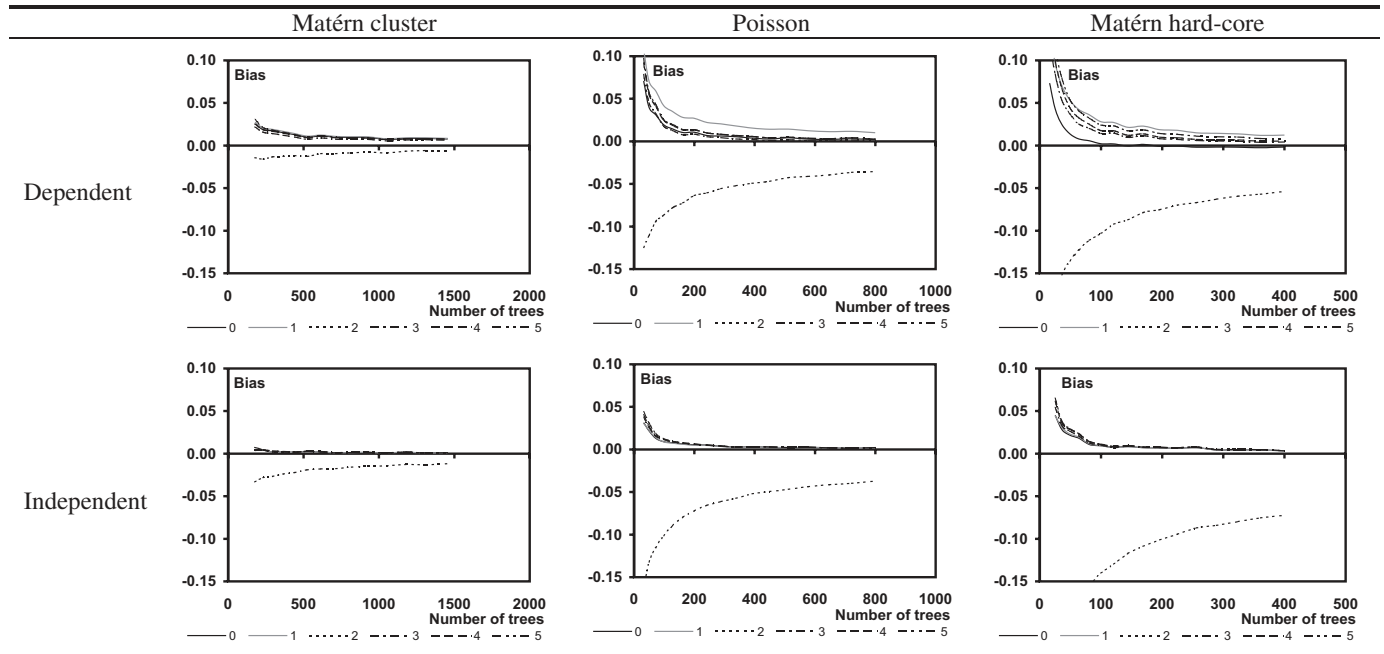 Matérn cluster Poisson Matérn hard-core
Dependent
Bias
0.10
0.05
0.00
-0.05
-0.10
-0.15
0 500 1000 1500 2000
Number of trees
0 1 2 3 4 5
Bias
0.10
0.05
0.00
-0.05
-0.10
-0.15
0 200 400 600 800 1000
Number of trees
0 1 2 3 4 5
Bias
0.10
0.05
0.00
-0.05
-0.10
-0.15
0 100 200 300 400 500
Number of trees
0 1 2 3 4 5
Independent
Bias
0.10
0.05
0.00
-0.05
-0.10
-0.15
0 500 1000 1500 2000
Number of trees
0 1 2 3 4 5
Bias
0.10
0.05
0.00
-0.05
-0.10
-0.15
0 200 400 600 800 1000
Number of trees
0 1 2 3 4 5
Bias
0.10
0.05
0.00
-0.05
-0.10
-0.15
0 100 200 300 400 500
Number of trees
0 1 2 3 4 5